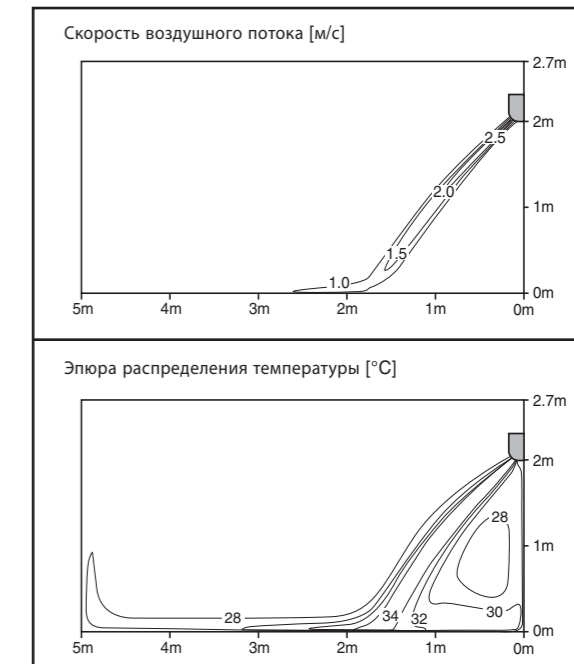 Скорость воздушного потока [м/с]
2.7m
2m
2.5
2.0
1m
1.5
1.0
0m
5m 4m 3m 2m 1m 0m
Эпюра распределения температуры [°C]
2.7m
2m
28
1m
28 34 32 30
0m
5m 4m 3m 2m 1m 0m